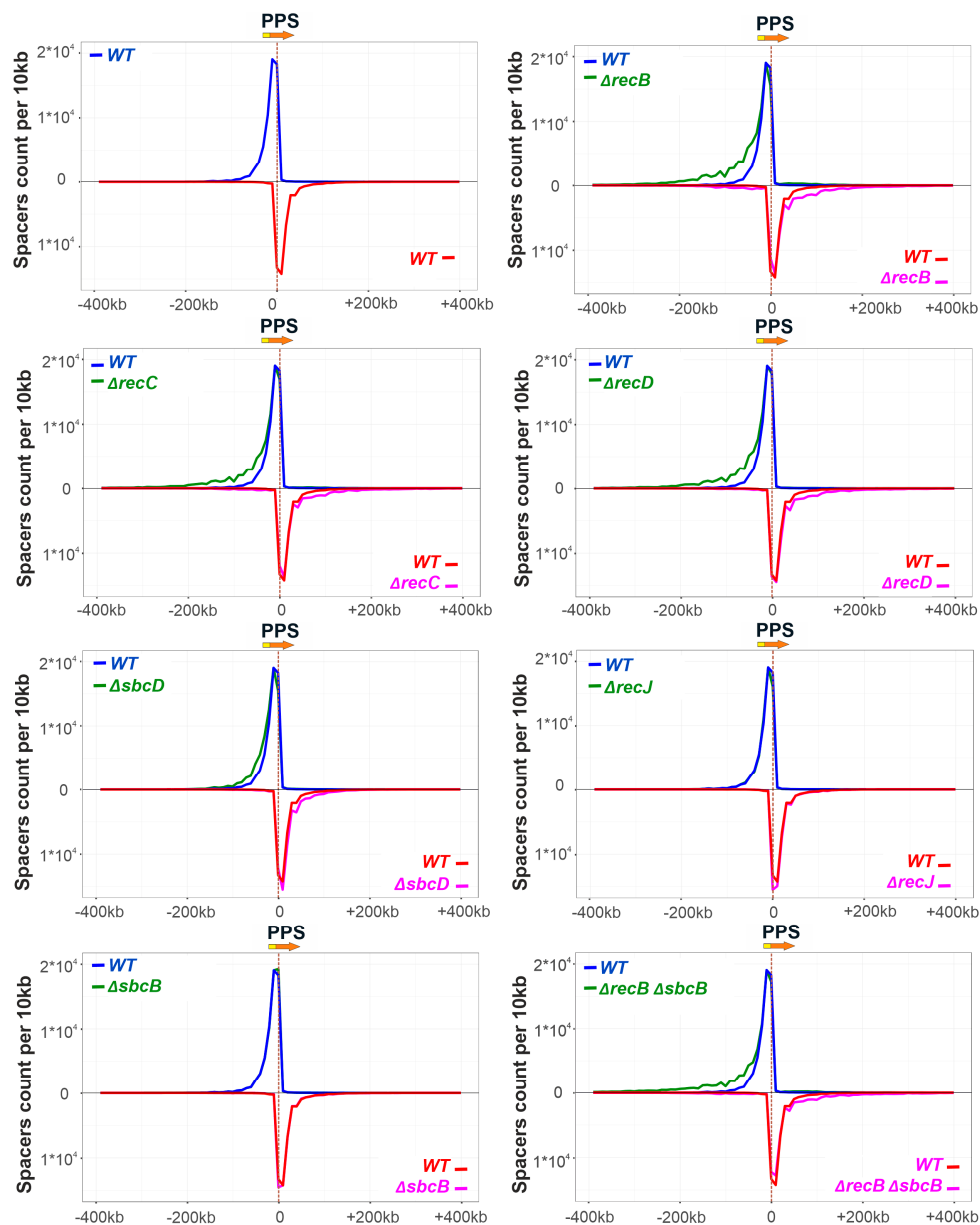 PPS
Spacers count per 10kb
2*10⁴
1*10⁴
0
1*10⁴
WT
WT
-400kb -200kb 0 +200kb +400kb
PPS
Spacers count per 10kb
2*10⁴
1*10⁴
0
1*10⁴
WT
ΔrecB
WT
ΔrecB
-400kb -200kb 0 +200kb +400kb
PPS
Spacers count per 10kb
2*10⁴
1*10⁴
0
1*10⁴
WT
ΔrecC
WT
ΔrecC
-400kb -200kb 0 +200kb +400kb
PPS
Spacers count per 10kb
2*10⁴
1*10⁴
0
1*10⁴
WT
ΔrecD
WT
ΔrecD
-400kb -200kb 0 +200kb +400kb
PPS
Spacers count per 10kb
2*10⁴
1*10⁴
0
1*10⁴
WT
ΔsbcD
WT
ΔsbcD
-400kb -200kb 0 +200kb +400kb
PPS
Spacers count per 10kb
2*10⁴
1*10⁴
0
1*10⁴
WT
ΔrecJ
WT
ΔrecJ
-400kb -200kb 0 +200kb +400kb
PPS
Spacers count per 10kb
2*10⁴
1*10⁴
0
1*10⁴
WT
ΔsbcB
WT
ΔsbcB
-400kb -200kb 0 +200kb +400kb
PPS
Spacers count per 10kb
2*10⁴
1*10⁴
0
1*10⁴
WT
ΔrecB ΔsbcB
WT
ΔrecB ΔsbcB
-400kb -200kb 0 +200kb +400kb